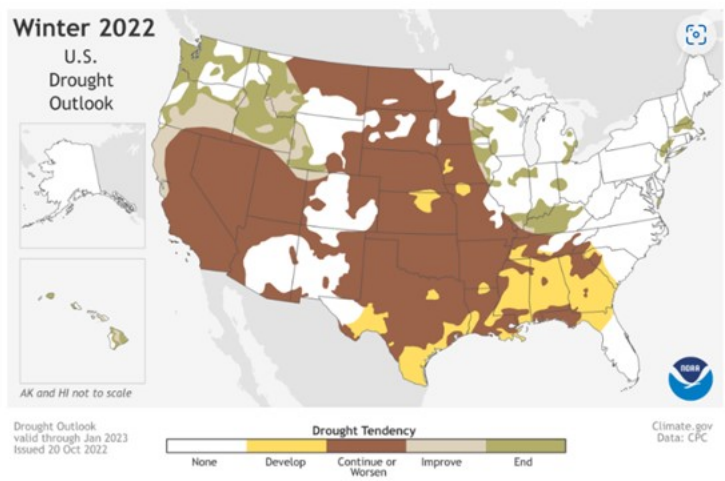 Winter 2022
U.S.
Drought
Outlook
AK and HI not to scale
NOAA
Drought Outlook
valid through Jan 2023
Issued 20 Oct 2022
Drought Tendency
None
Develop
Continue or
Worsen
Improve
End
Climate.gov
Data: CPC